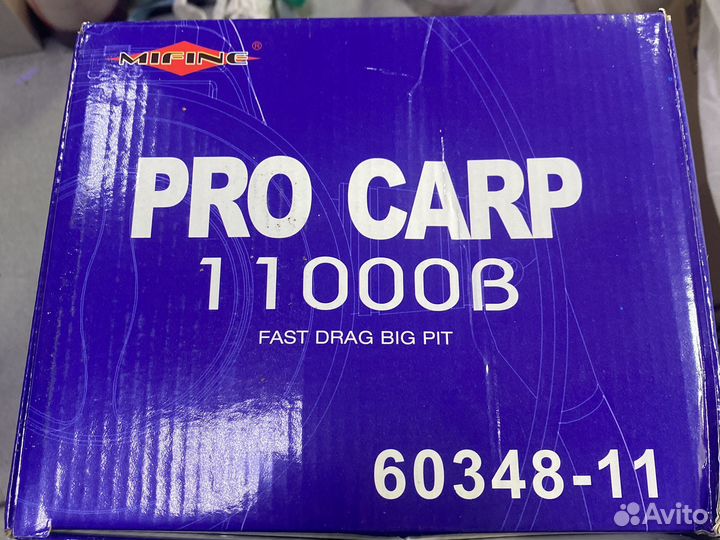 MIFINE ®
PRO CARP
11000B
FAST DRAG BIG PIT
60348-11
Avito